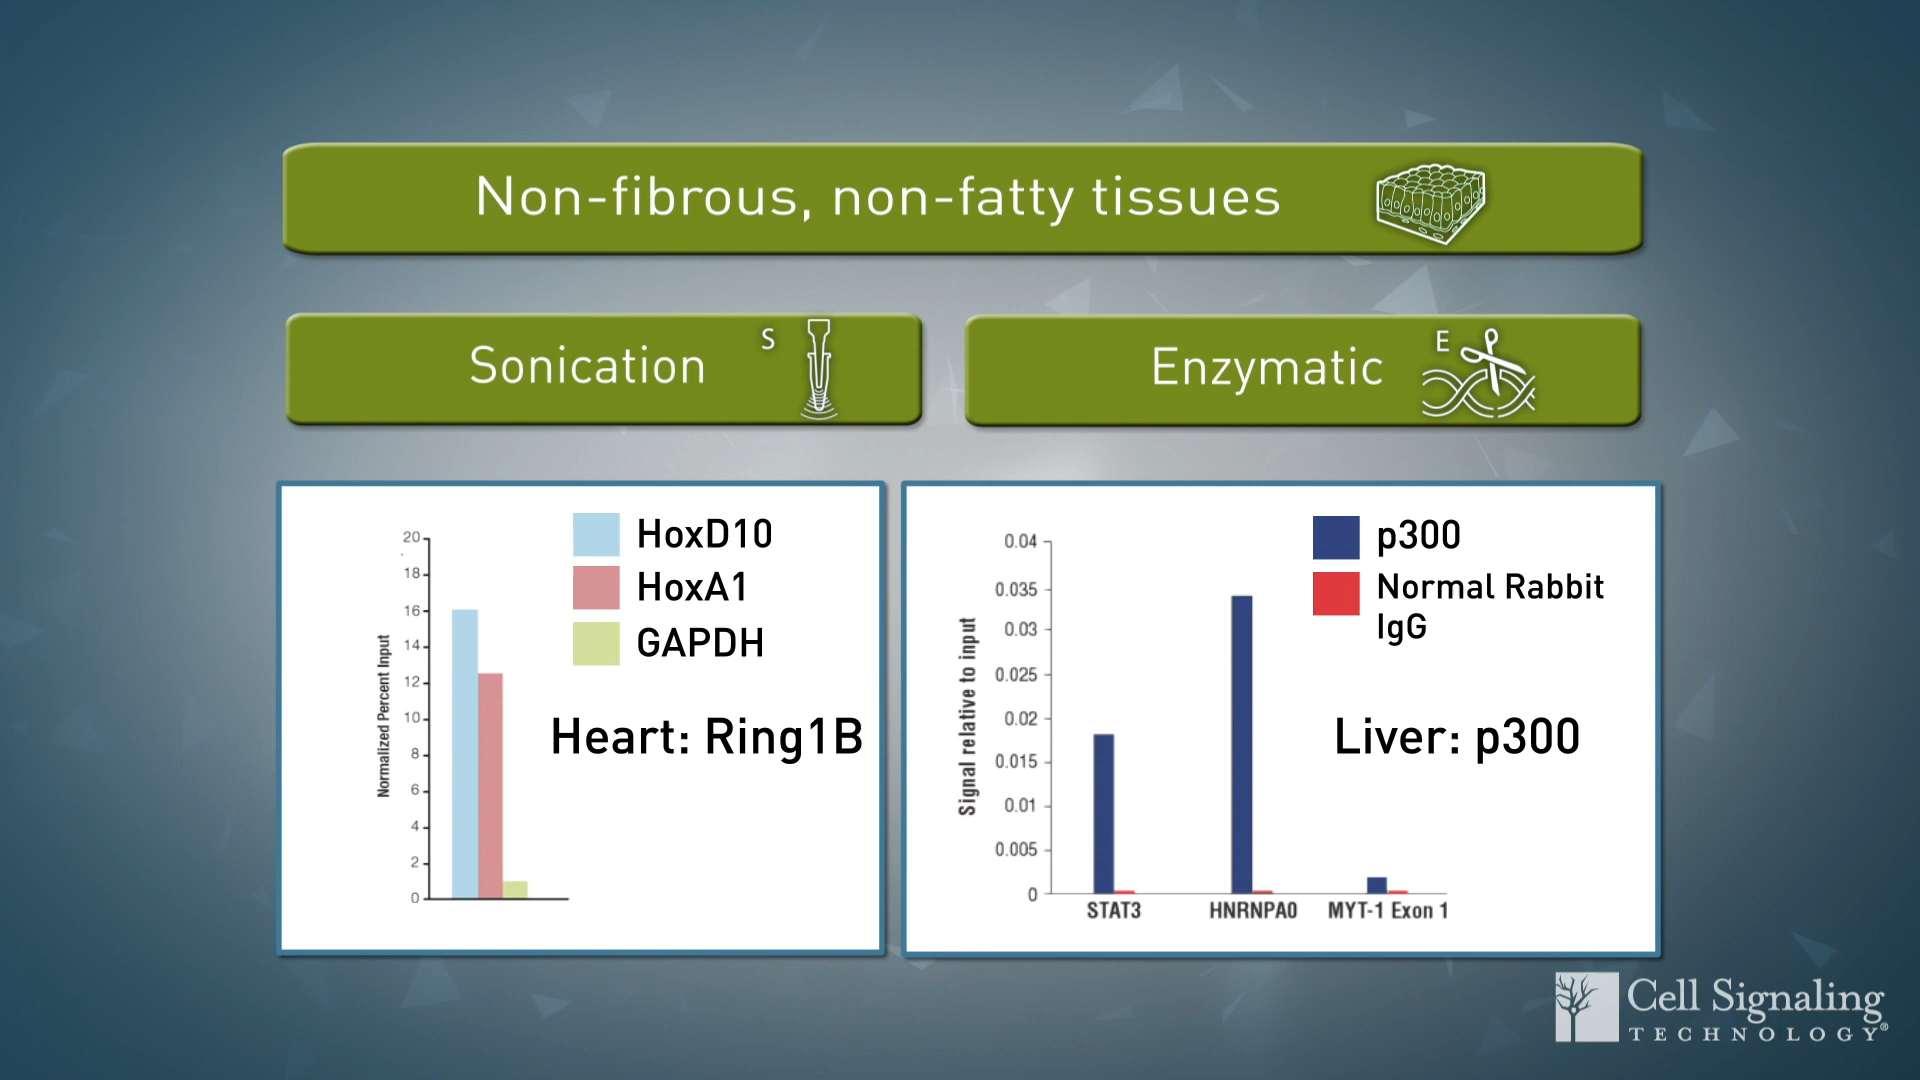 Non-fibrous, non-fatty tissues
Sonication
S
Enzymatic
E
HoxD10
HoxA1
GAPDH
Heart: Ring1B
Normalized Percent Input
20
18
16
14
12
10
8
6
4
2
0
p300
Normal Rabbit
IgG
Liver: p300
Signal relative to input
0.04
0.035
0.03
0.025
0.02
0.015
0.01
0.005
0
STAT3 HNRNPA0 MYT-1 Exon 1
Cell Signaling
TECHNOLOGY®